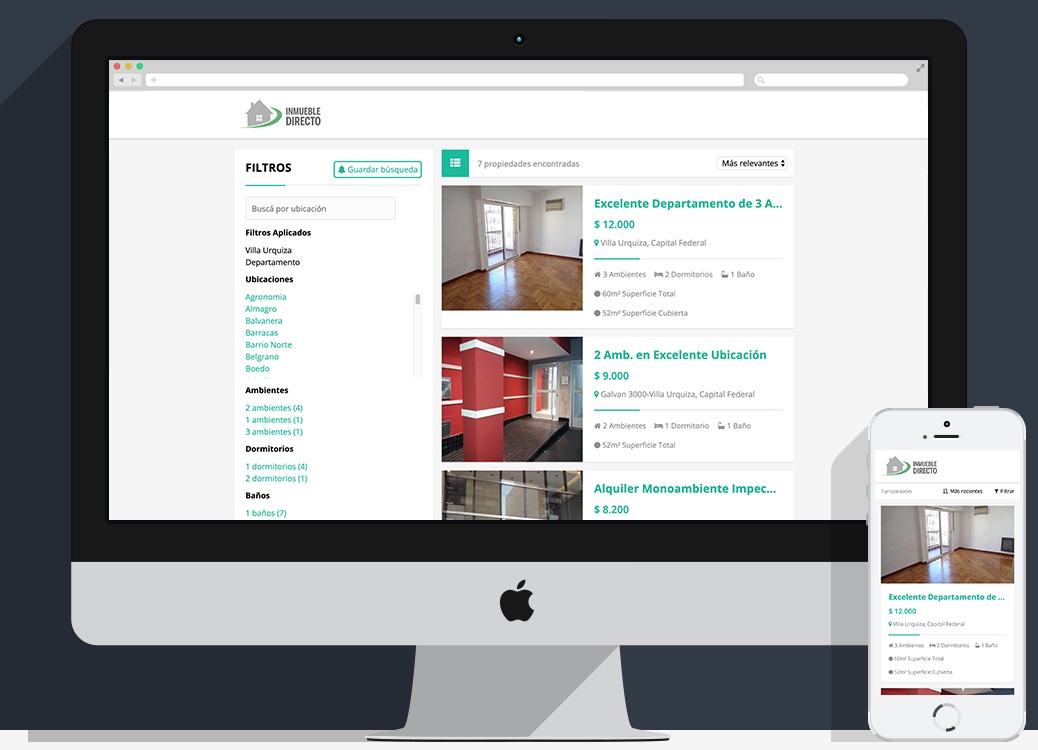 INMUEBLE
DIRECTO
FILTROS
Guardar búsqueda
Buscá por ubicación
Filtros Aplicados
Villa Urquiza
Departamento
Ubicaciones
Agronomia
Almagro
Balvanera
Barracas
Barrio Norte
Belgrano
Boedo
Ambientes
2 ambientes (4)
1 ambientes (1)
3 ambientes (1)
Dormitorios
1 dormitorios (4)
2 dormitorios (1)
Baños
1 baños (7)
7 propiedades encontradas
Más relevantes
Excelente Departamento de 3 A...
$ 12.000
Villa Urquiza, Capital Federal
3 Ambientes 2 Dormitorios 1 Baño
60m² Superficie Total
52m² Superficie Cubierta
2 Amb. en Excelente Ubicación
$ 9.000
Galvan 3000-Villa Urquiza, Capital Federal
2 Ambientes 1 Dormitorio 1 Baño
52m² Superficie Total
Alquiler Monoambiente Impec...
$ 8.200
INMUEBLE
DIRECTO
7 propiedades Más recientes Filtrar
Excelente Departamento de ...
$ 12.000
Villa Urquiza, Capital Federal
3 Ambientes 2 Dormitorios 1 Baño
60m² Superficie Total
52m² Superficie Cubierta